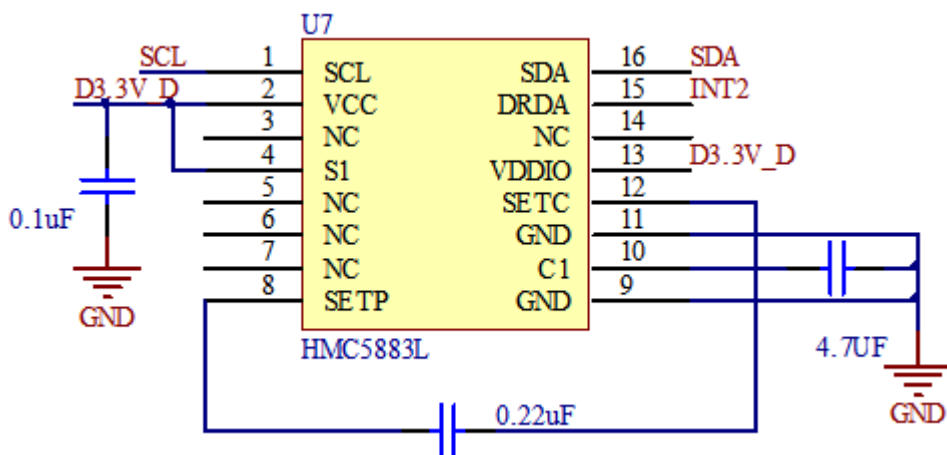 U7
SCL 1 SCL SDA 16 SDA
D3.3V_D 2 VCC DRDA 15 INT2
3 NC NC 14
4 S1 VDDIO 13 D3.3V_D
5 NC SETC 12
0.1uF 6 NC GND 11
7 NC C1 10
8 SETP GND 9
GND
HMC5883L 4.7UF
0.22uF GND